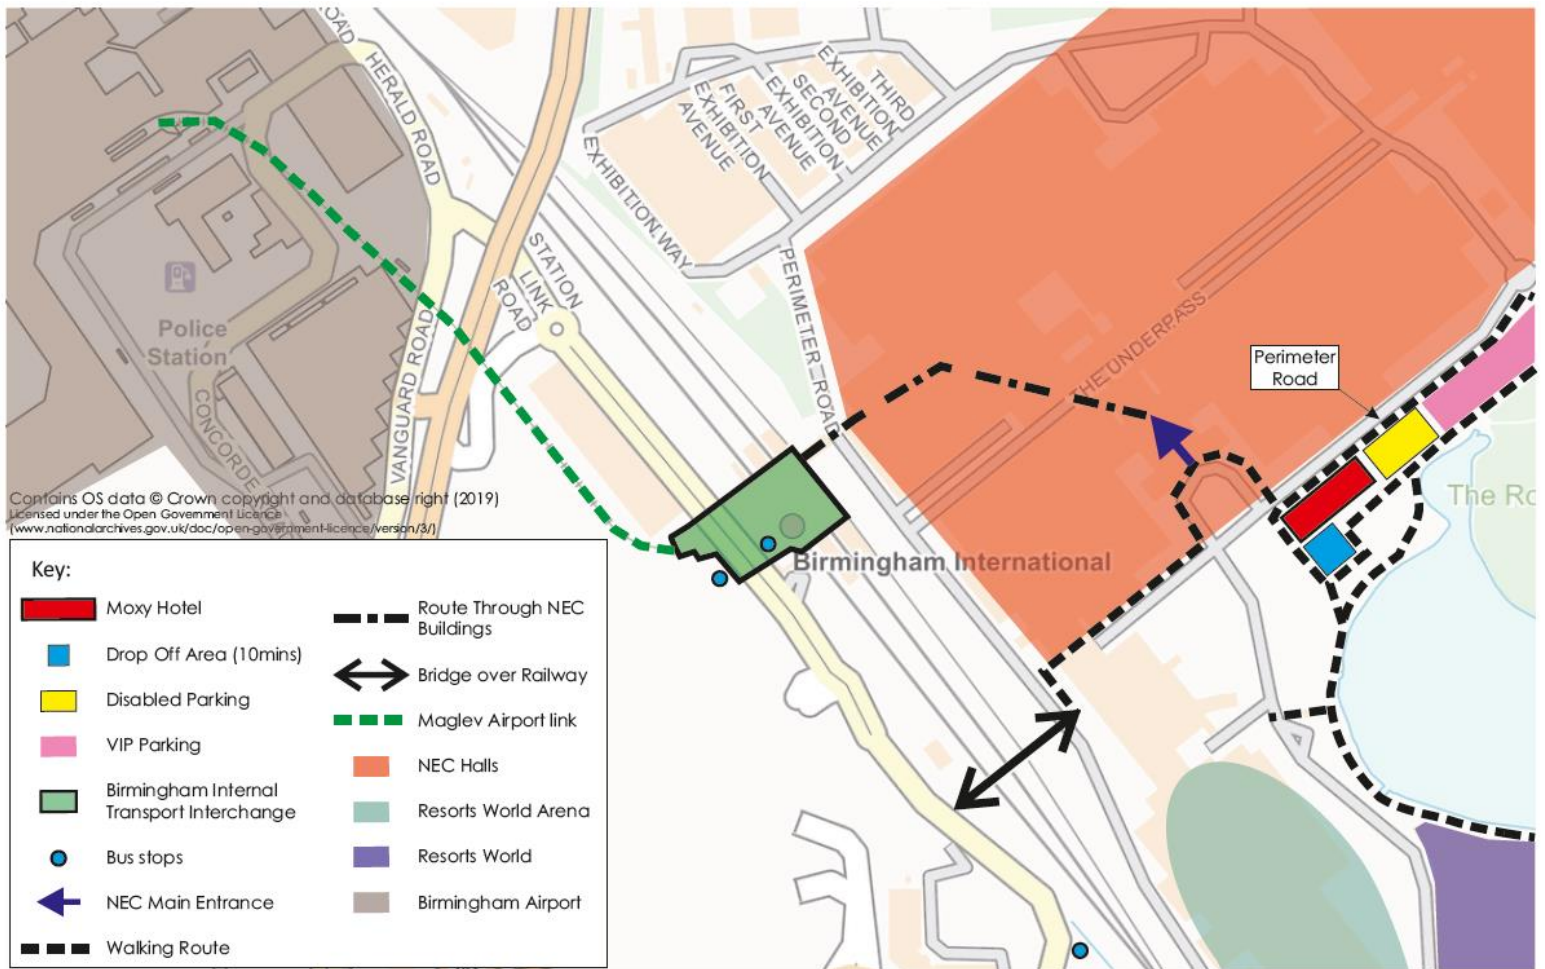 ROAD
ROAD
HERALD ROAD
STATION
LINK
ROAD
VANGUARD ROAD
CONCORDE
Police
Station
EXHIBITION WAY
FIRST
EXHIBITION
AVENUE
SECOND
EXHIBITION
AVENUE
THIRD
EXHIBITION
AVENUE
PERIMETER ROAD
THE UNDERPASS
Perimeter
Road
The Ro
Birmingham International
Contains OS data © Crown copyright and database right (2019)
Licensed under the Open Government Licence
(www.nationalarchives.gov.uk/doc/open-government-licence/version/3/)
Key:
Moxy Hotel
Drop Off Area (10mins)
Disabled Parking
VIP Parking
Birmingham Internal
Transport Interchange
Bus stops
NEC Main Entrance
Walking Route
Route Through NEC
Buildings
Bridge over Railway
Maglev Airport link
NEC Halls
Resorts World Arena
Resorts World
Birmingham Airport